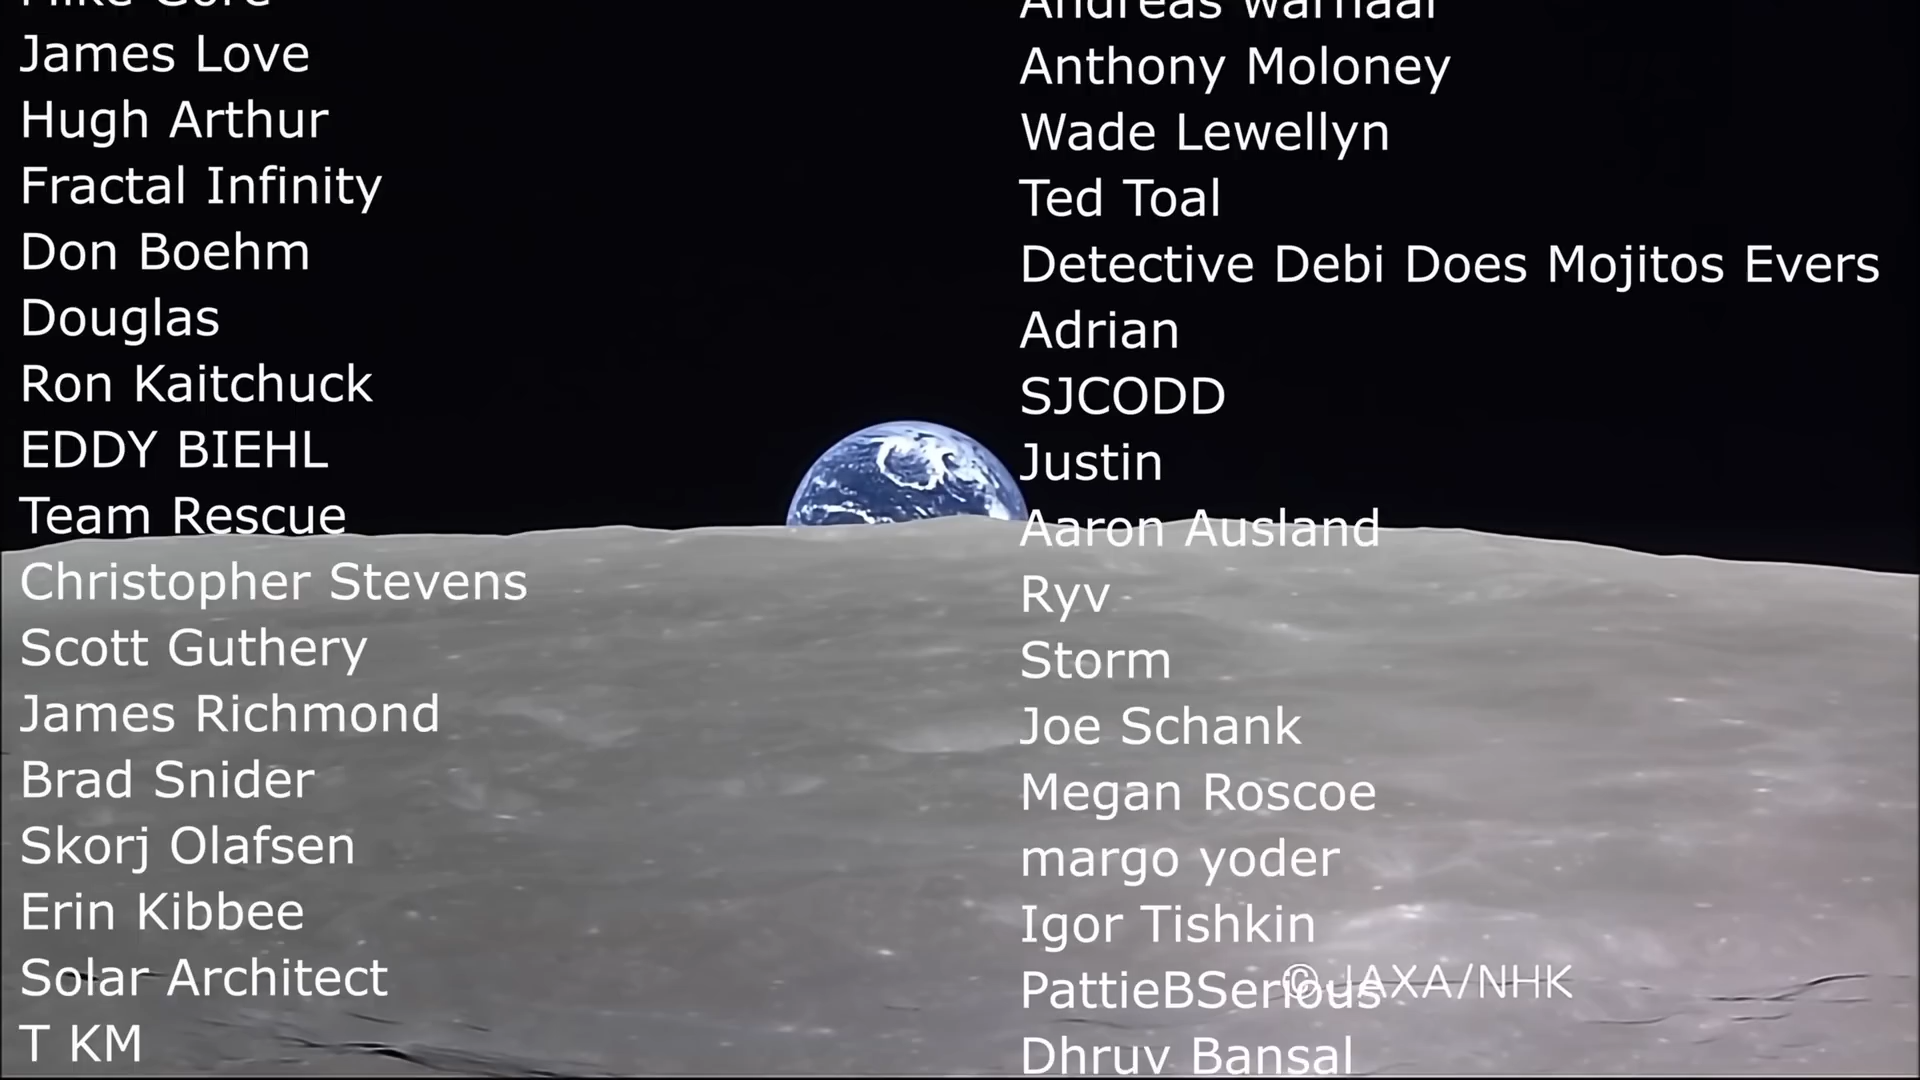 Mike Gore
James Love
Hugh Arthur
Fractal Infinity
Don Boehm
Douglas
Ron Kaitchuck
EDDY BIEHL
Team Rescue
Christopher Stevens
Scott Guthery
James Richmond
Brad Snider
Skorj Olafsen
Erin Kibbee
Solar Architect
T KM
Andreas
Anthony Moloney
Wade Lewellyn
Ted Toal
Detective Debi Does Mojitos Evers
Adrian
SJCODD
Justin
Aaron Ausland
Ryv
Storm
Joe Schank
Megan Roscoe
margo yoder
Igor Tishkin
PattieBSerious
Dhruv Bansal
© JAXA/NHK